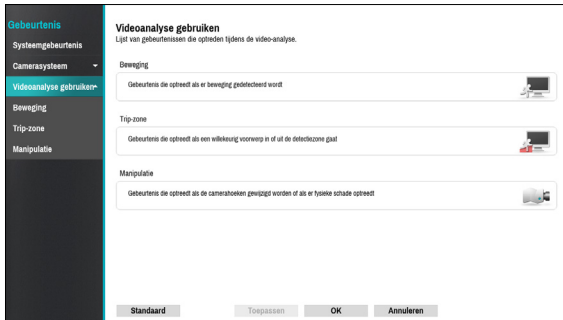 Gebeurtenis
Systeemgebeurtenis
Camerasysteem
Videoanalyse gebruiken
Beweging
Trip-zone
Manipulatie
Videoanalyse gebruiken
Lijst van gebeurtenissen die optreden tijdens de video-analyse.
Beweging
Gebeurtenis die optreedt als er beweging gedetecteerd wordt
Trip-zone
Gebeurtenis die optreedt als een willekeurig voorwerp in of uit de detectiezone gaat
Manipulatie
Gebeurtenis die optreedt als de camerahoeken gewijzigd worden of als er fysieke schade optreedt
Standaard Toepassen OK Annuleren